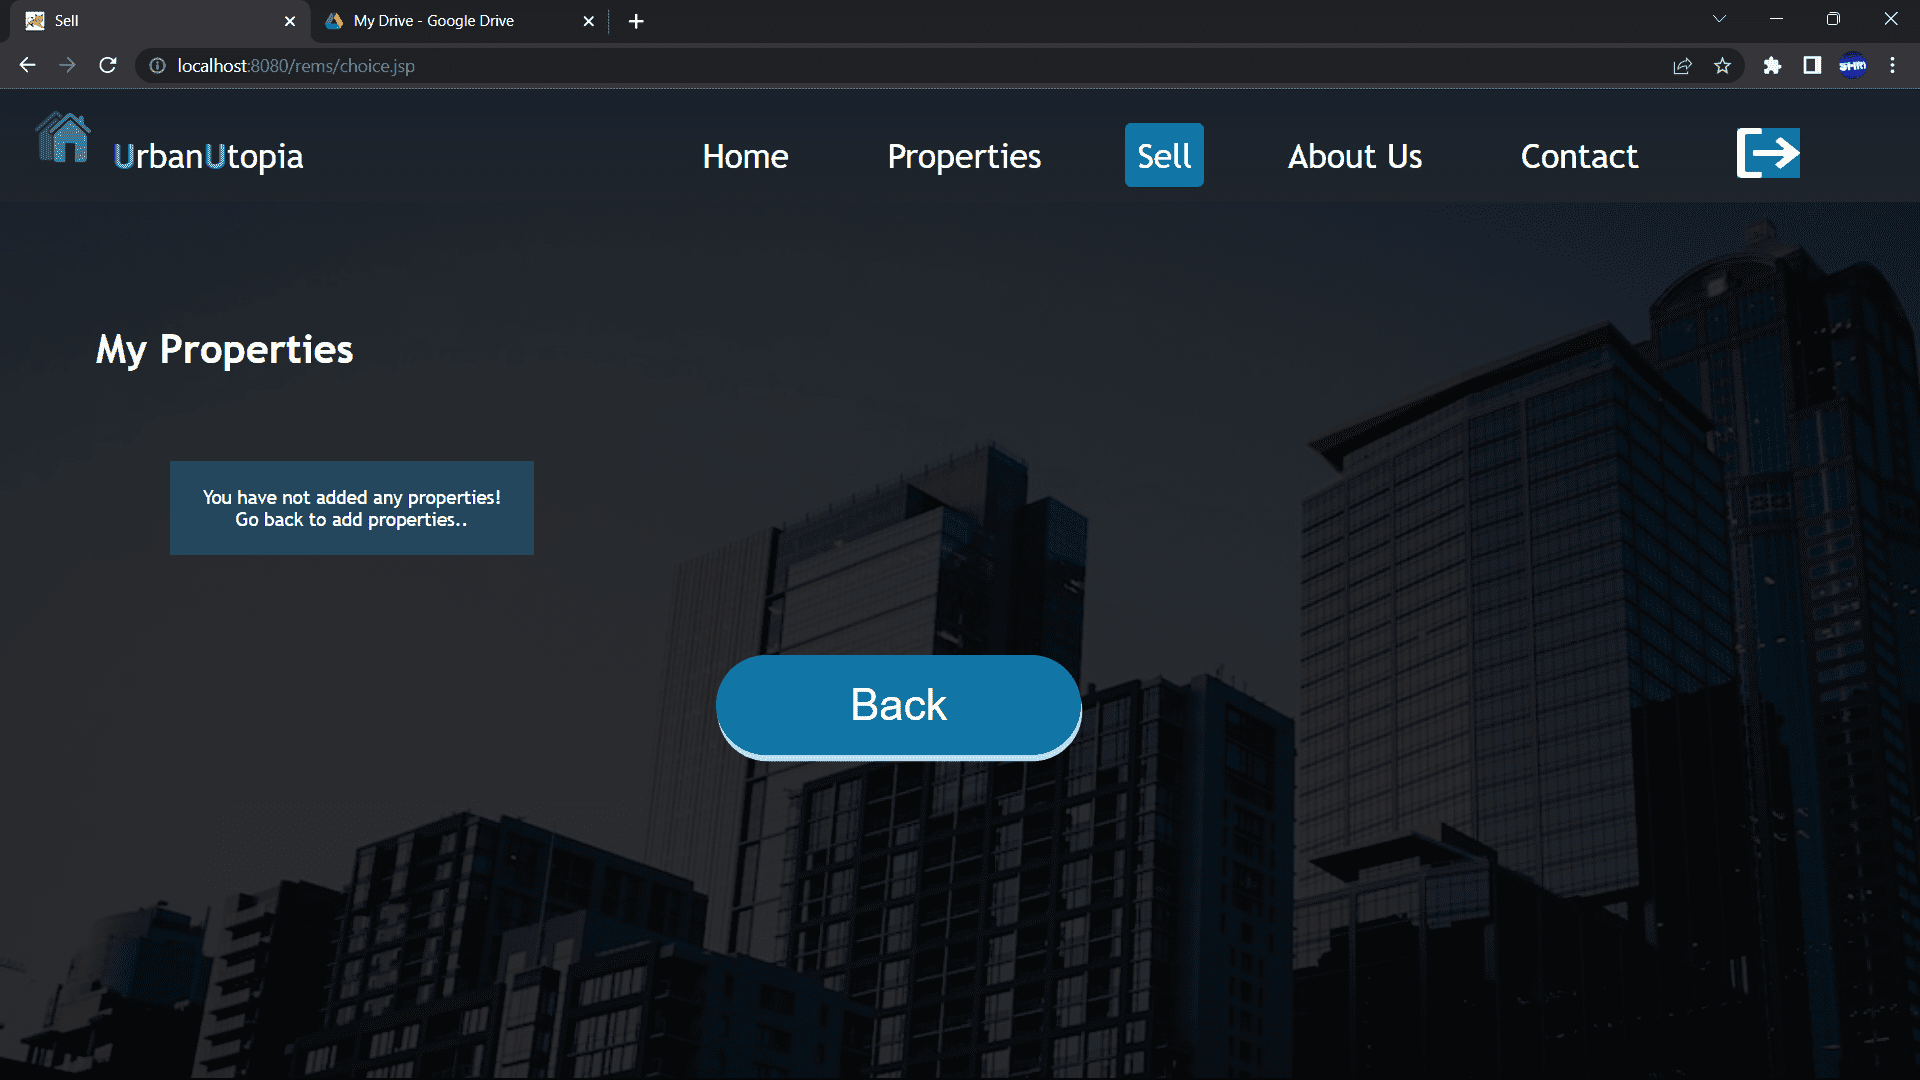 Sell
My Drive - Google Drive
localhost:8080/rems/choice.jsp
SHRI
UrbanUtopia
Home
Properties
Sell
About Us
Contact
My Properties
You have not added any properties!
Go back to add properties..
Back